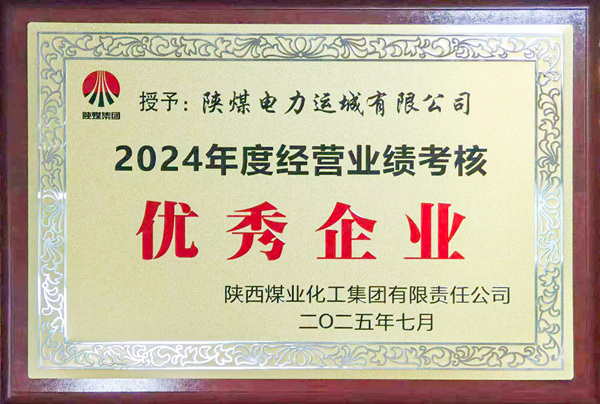 陕煤集团
授予：陕煤电力运城有限公司
2024年度经营业绩考核
优秀企业
陕西煤业化工集团有限责任公司
二〇二五年七月